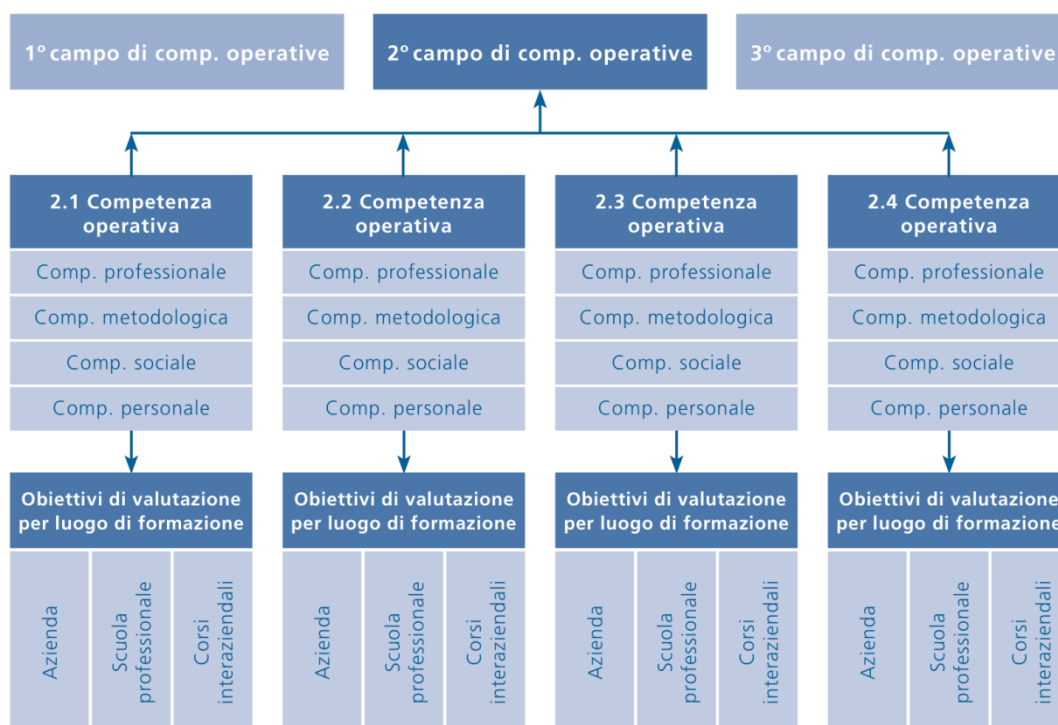 1º campo di comp. operative
2º campo di comp. operative
3º campo di comp. operative
2.1 Competenza
operativa
Comp. professionale
Comp. metodologica
Comp. sociale
Comp. personale
Obiettivi di valutazione
per luogo di formazione
Azienda
Scuola
professionale
Corsi
interaziendali
2.2 Competenza
operativa
Comp. professionale
Comp. metodologica
Comp. sociale
Comp. personale
Obiettivi di valutazione
per luogo di formazione
Azienda
Scuola
professionale
Corsi
interaziendali
2.3 Competenza
operativa
Comp. professionale
Comp. metodologica
Comp. sociale
Comp. personale
Obiettivi di valutazione
per luogo di formazione
Azienda
Scuola
professionale
Corsi
interaziendali
2.4 Competenza
operativa
Comp. professionale
Comp. metodologica
Comp. sociale
Comp. personale
Obiettivi di valutazione
per luogo di formazione
Azienda
Scuola
professionale
Corsi
interaziendali